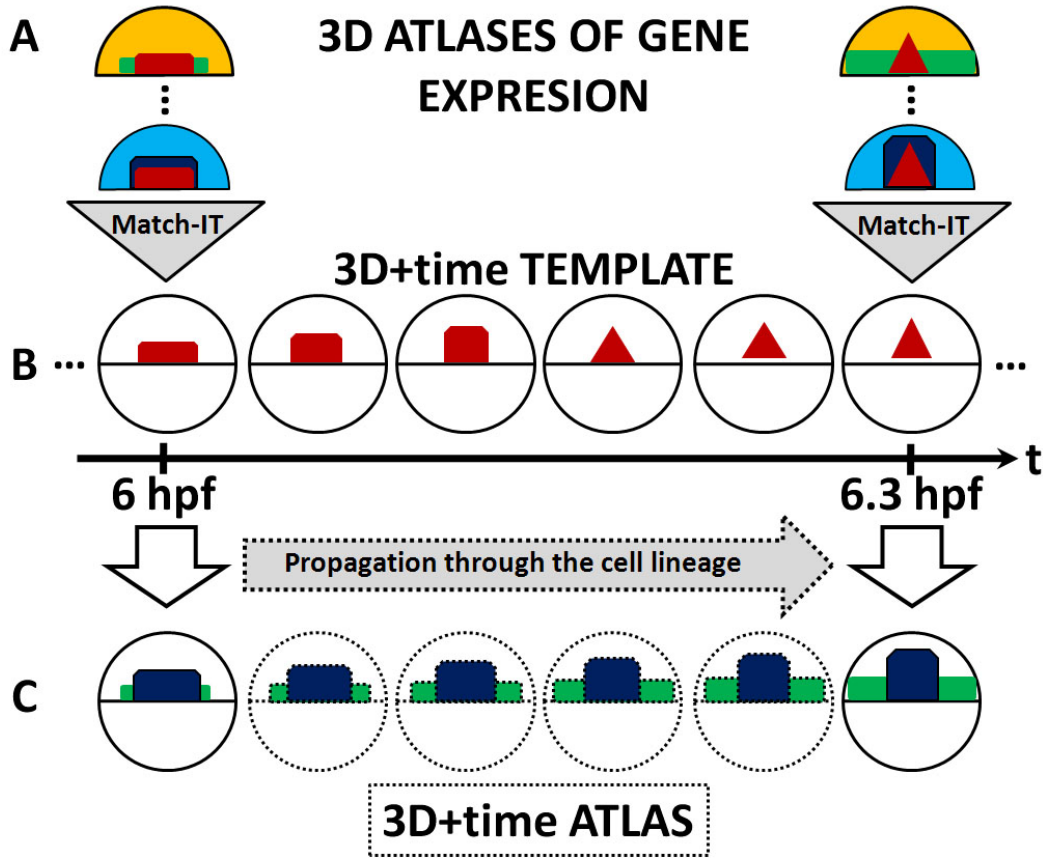 A
3D ATLASES OF GENE
EXPRESION
Match-IT
Match-IT
3D+time TEMPLATE
B
...
...
t
6 hpf
6.3 hpf
Propagation through the cell lineage
C
3D+time ATLAS